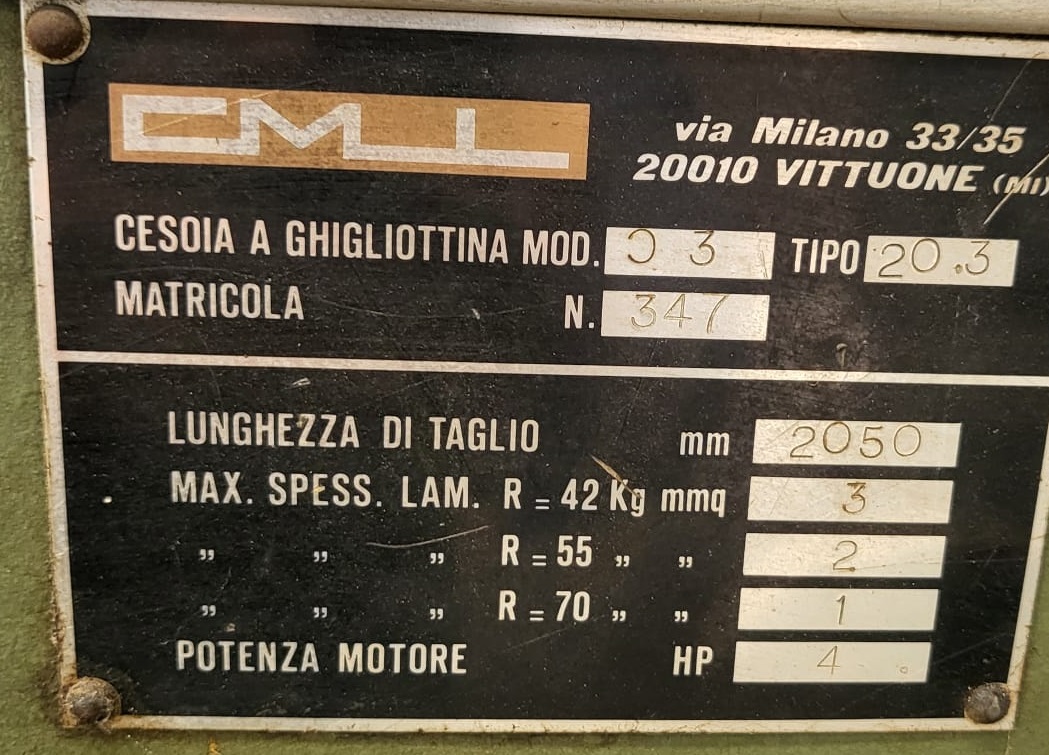 CML
via Milano 33/35
20010 VITTUONE (MI)
CESOIA A GHIGLIOTTINA MOD. 03 TIPO 20.3
MATRICOLA N. 347
LUNGHEZZA DI TAGLIO mm 2050
MAX. SPESS. LAM. R = 42 Kg mmq 3
„ „ „ R = 55 „ „ 2
„ „ „ R = 70 „ „ 1
POTENZA MOTORE HP 4